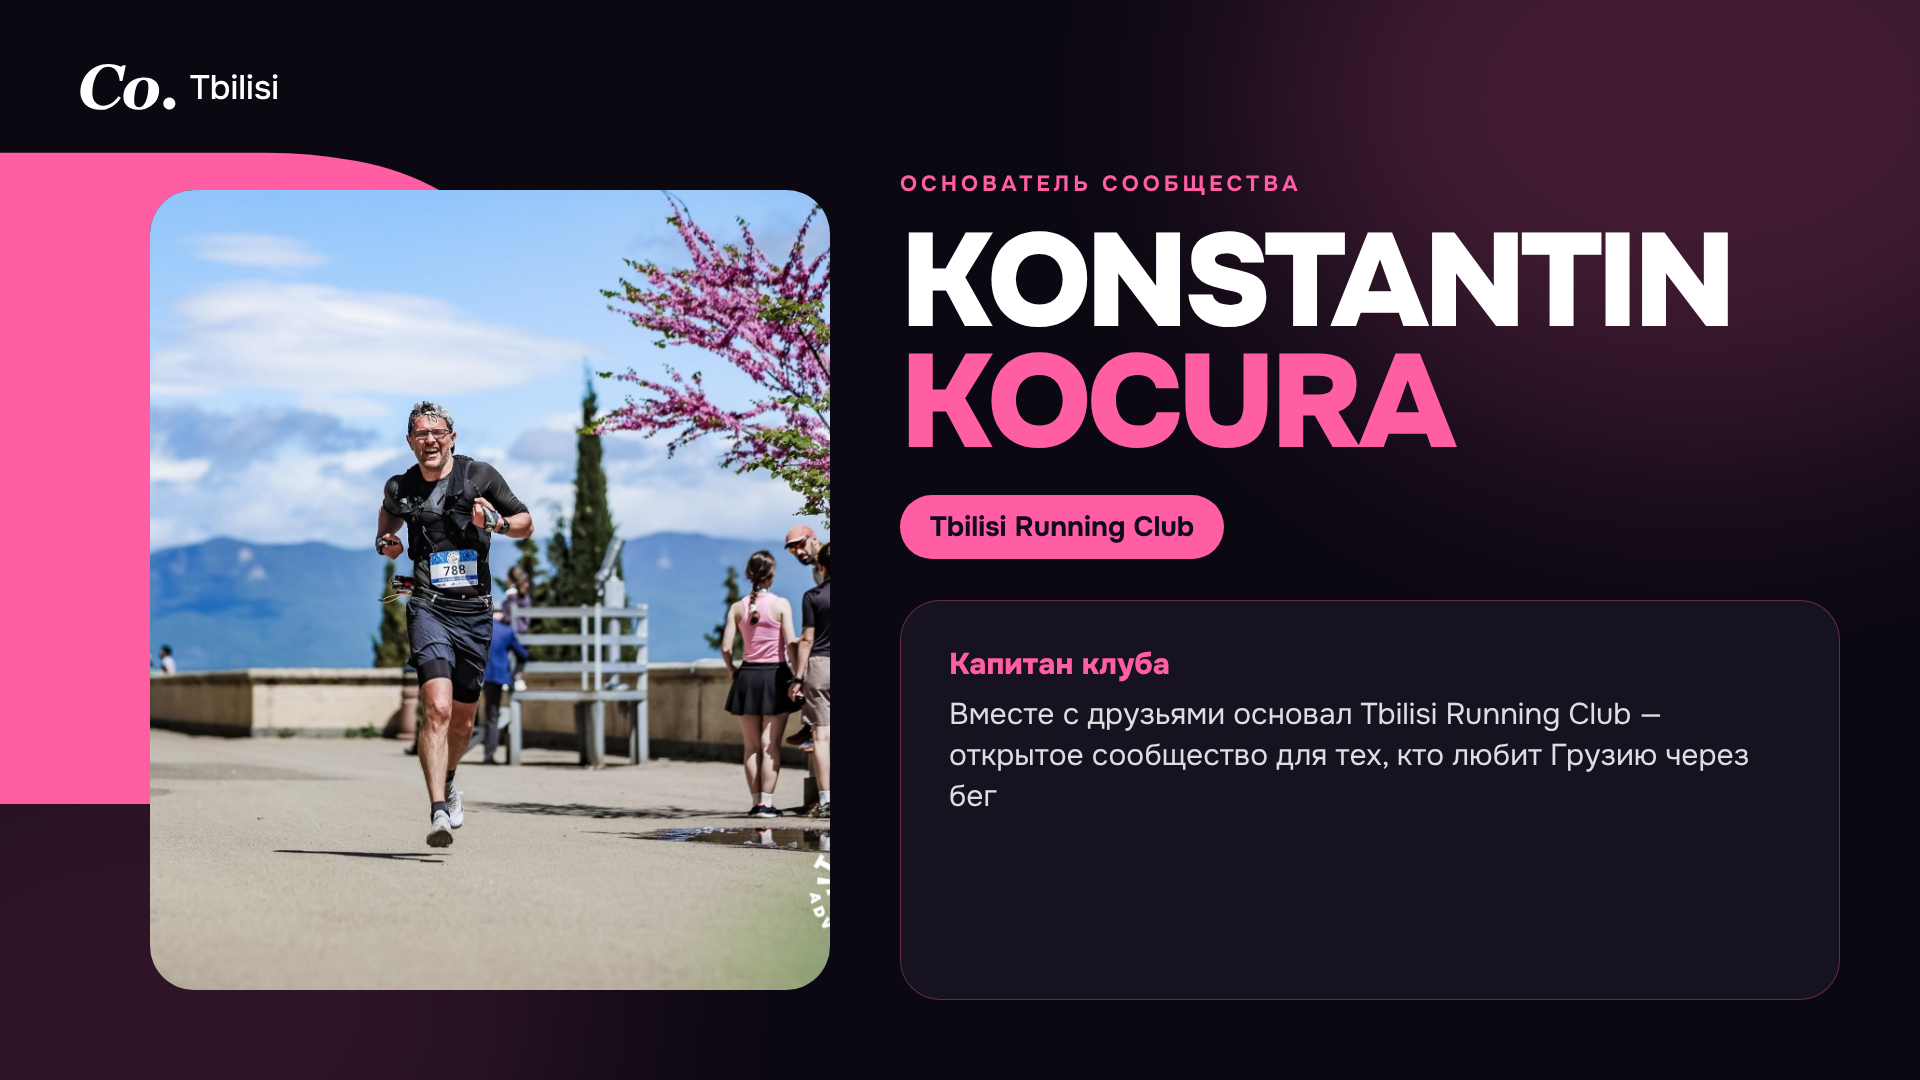 Co. Tbilisi
ОСНОВАТЕЛЬ СООБЩЕСТВА
KONSTANTIN
KOCURA
Tbilisi Running Club
Капитан клуба
Вместе с друзьями основал Tbilisi Running Club —
открытое сообщество для тех, кто любит Грузию через
бег
788